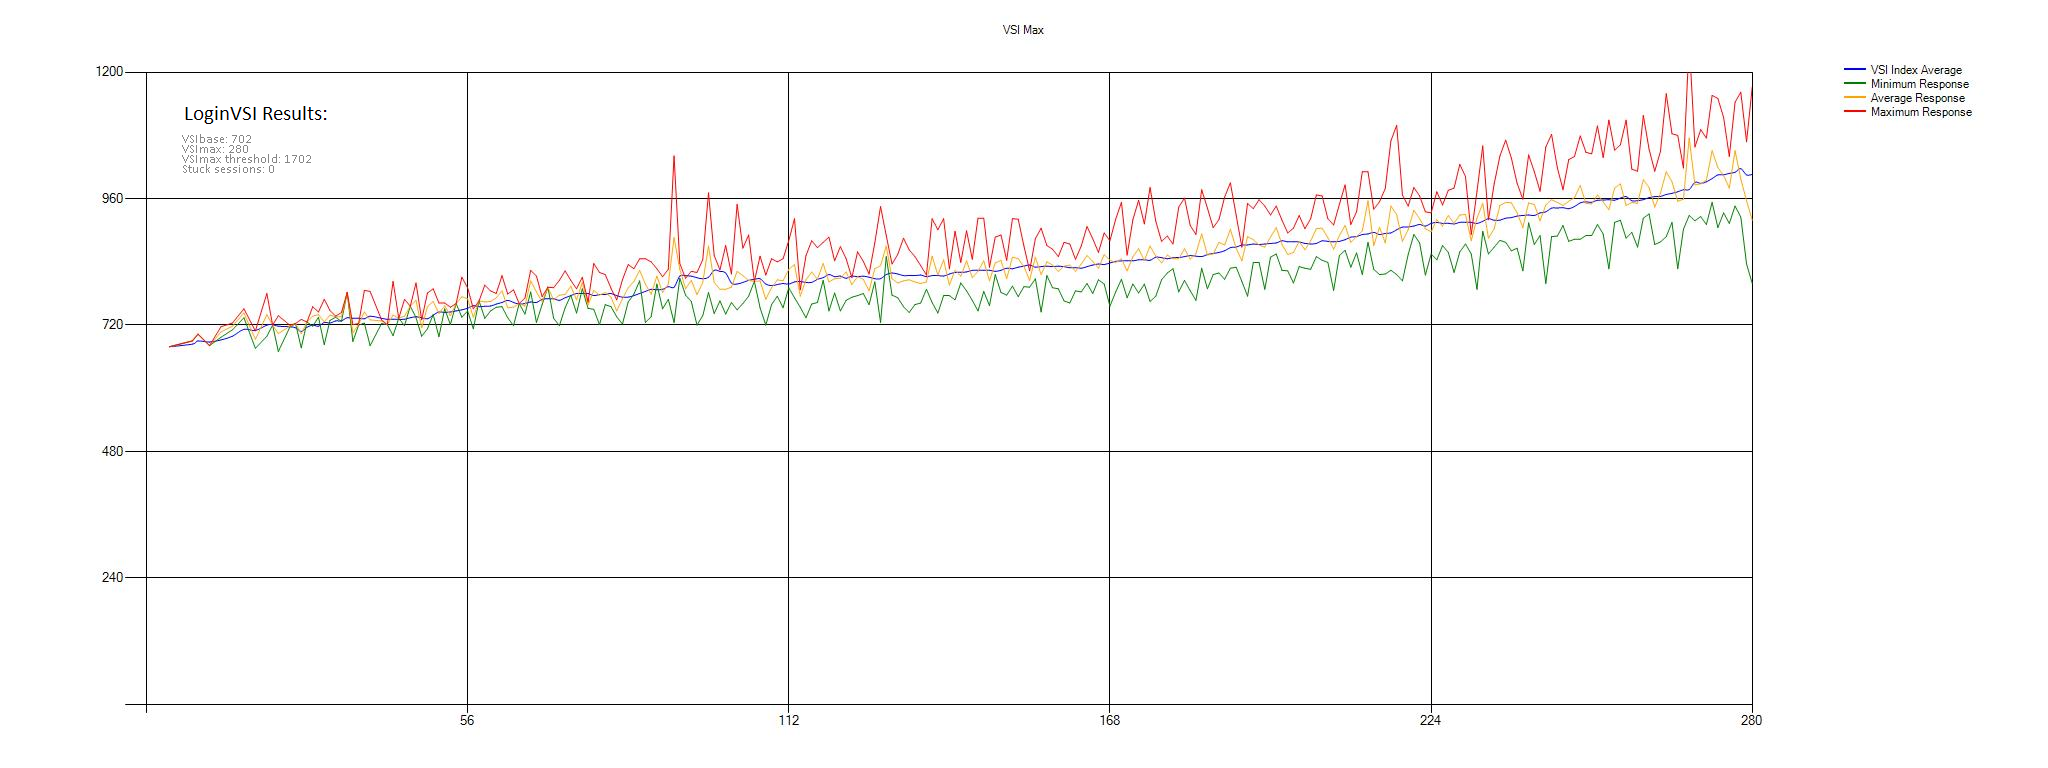 VSI Max
1200
960
720
480
240
56
112
168
224
280
LoginVSI Results:
VSIbase: 702
VSImax: 280
VSImax threshold: 1702
Stuck sessions: 0
VSI Index Average
Minimum Response
Average Response
Maximum Response